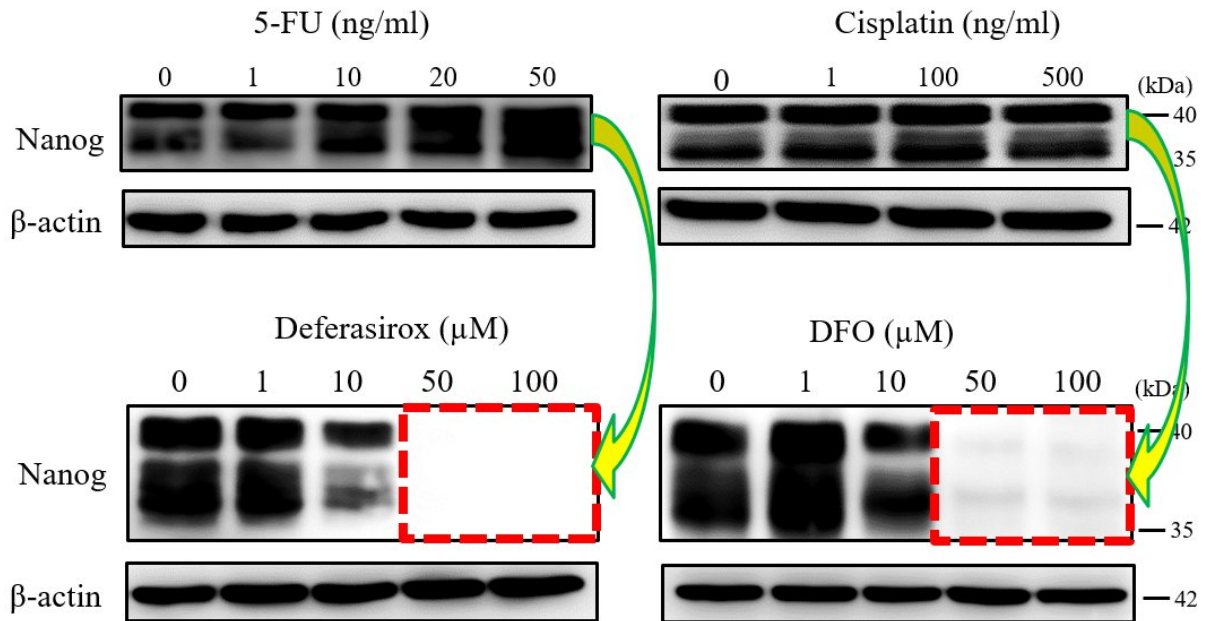 5-FU (ng/ml) Cisplatin (ng/ml)
0 1 10 20 50 0 1 100 500 (kDa)
40
Nanog
35
β-actin
42
Deferasirox (µM) DFO (µM)
0 1 10 50 100 0 1 10 50 100 (kDa)
40
Nanog
35
β-actin 42